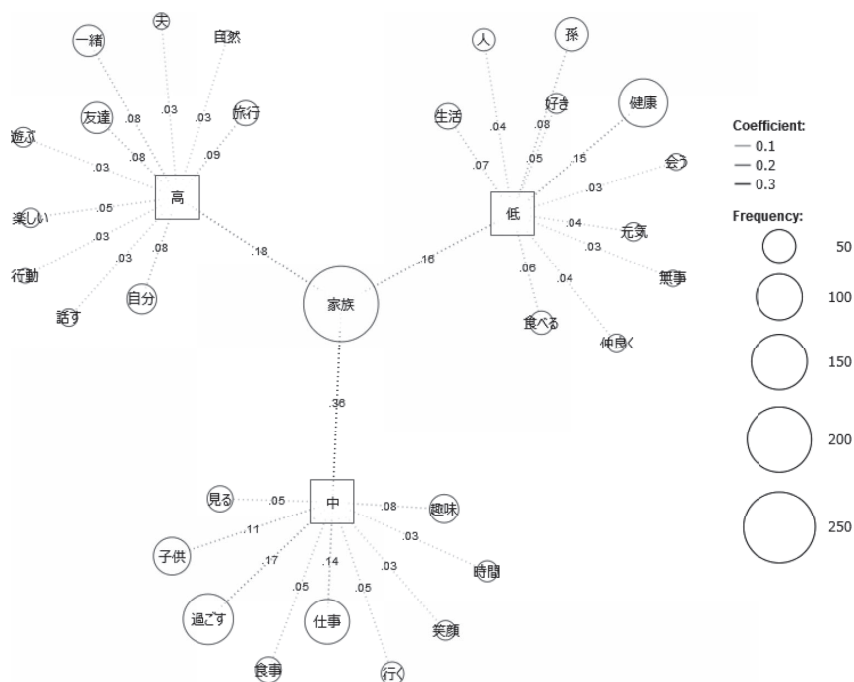 夫
一緒
自然
.03
.03
.08
友達
旅行
.08
.09
遊ぶ
.03
高
楽しい
.05
.03
行動
.03
.08
自分
話す
.18
人
孫
好き
健康
生活
.04
.08
.07
.05
.15
会う
.03
低
.04
元気
.03
無事
.06
.04
食べる
仲良く
.16
家族
.36
中
見る
.05
.08
趣味
.11
.03
子供
時間
.17
.14
.03
.05
.05
過ごす
仕事
笑顔
食事
行く
Coefficient:
0.1
0.2
0.3
Frequency:
50
100
150
200
250